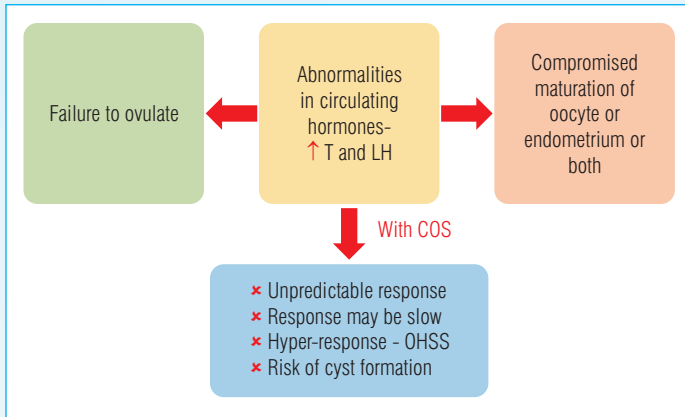 Failure to ovulate
Abnormalities
in circulating
hormones-
↑ T and LH
Compromised
maturation of
oocyte or
endometrium or
both
With COS
✘ Unpredictable response
✘ Response may be slow
✘ Hyper-response - OHSS
✘ Risk of cyst formation